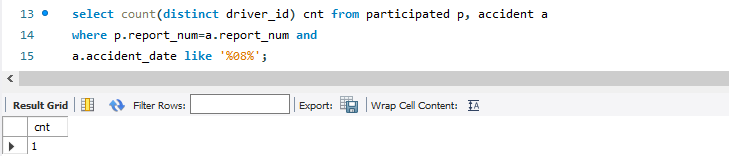 13 select count(distinct driver_id) cnt from participated p, accident a
14 where p.report_num=a.report_num and
15 a.accident_date like '%08%';
Result Grid Filter Rows: Export: Wrap Cell Content: IA
cnt
1